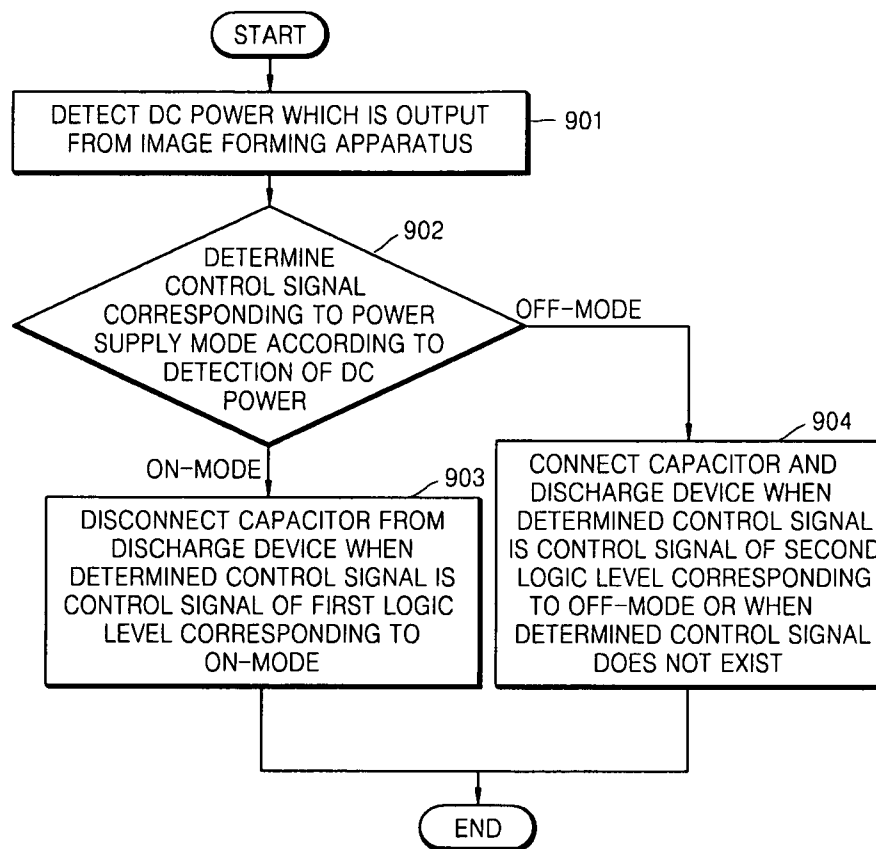 START
DETECT DC POWER WHICH IS OUTPUT
FROM IMAGE FORMING APPARATUS
901
902
DETERMINE
CONTROL SIGNAL
CORRESPONDING TO POWER
SUPPLY MODE ACCORDING TO
DETECTION OF DC
POWER
OFF-MODE
ON-MODE
903
DISCONNECT CAPACITOR FROM
DISCHARGE DEVICE WHEN
DETERMINED CONTROL SIGNAL IS
CONTROL SIGNAL OF FIRST LOGIC
LEVEL CORRESPONDING TO
ON-MODE
904
CONNECT CAPACITOR AND
DISCHARGE DEVICE WHEN
DETERMINED CONTROL SIGNAL
IS CONTROL SIGNAL OF SECOND
LOGIC LEVEL CORRESPONDING
TO OFF-MODE OR WHEN
DETERMINED CONTROL SIGNAL
DOES NOT EXIST
END